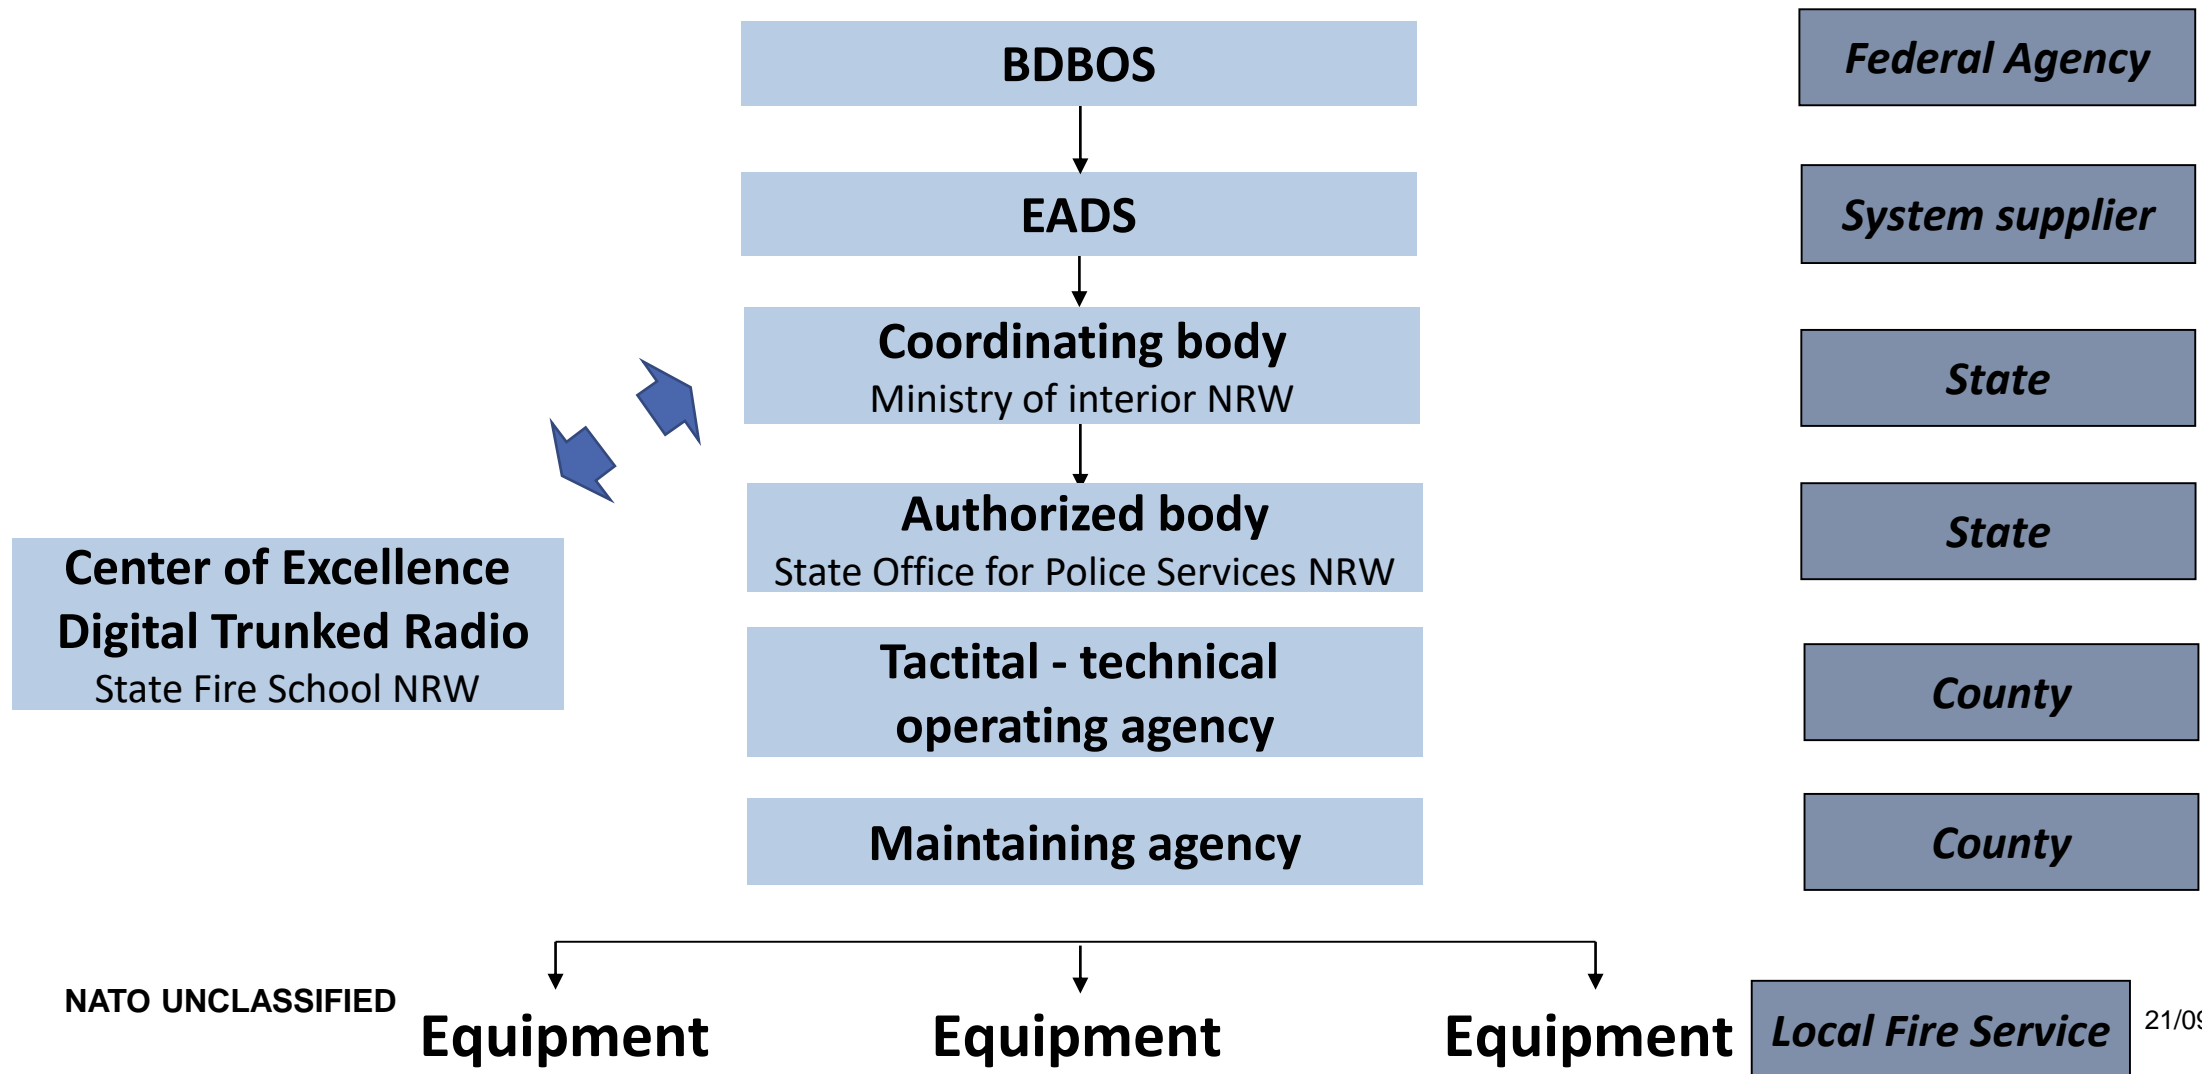 BDBOS
Federal Agency
EADS
System supplier
Coordinating body
Ministry of interior NRW
State
Authorized body
State Office for Police Services NRW
State
Center of Excellence
Digital Trunked Radio
State Fire School NRW
Tactital - technical
operating agency
County
Maintaining agency
County
NATO UNCLASSIFIED
Equipment
Equipment
Equipment
Local Fire Service
21/09